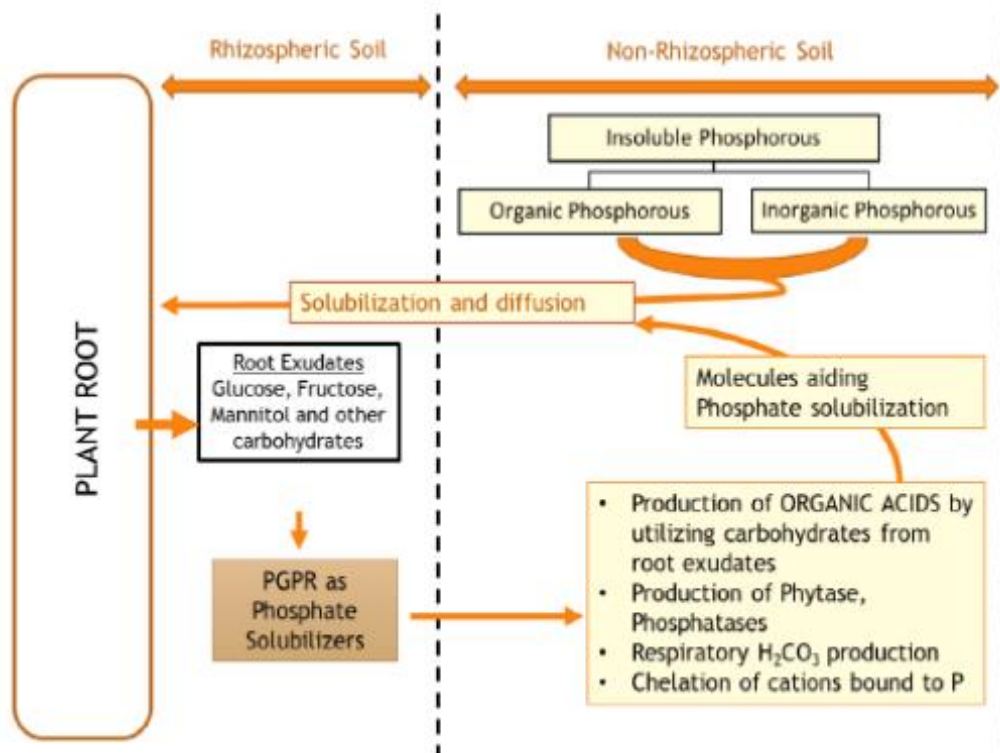 Rhizospheric Soil
Non-Rhizospheric Soil
Insoluble Phosphorous
Organic Phosphorous
Inorganic Phosphorous
Solubilization and diffusion
PLANT ROOT
Root Exudates
Glucose, Fructose,
Mannitol and other
carbohydrates
Molecules aiding
Phosphate solubilization
PGPR as
Phosphate
Solubilizers
• Production of ORGANIC ACIDS by
utilizing carbohydrates from
root exudates
• Production of Phytase,
Phosphatases
• Respiratory H₂CO₃ production
• Chelation of cations bound to P